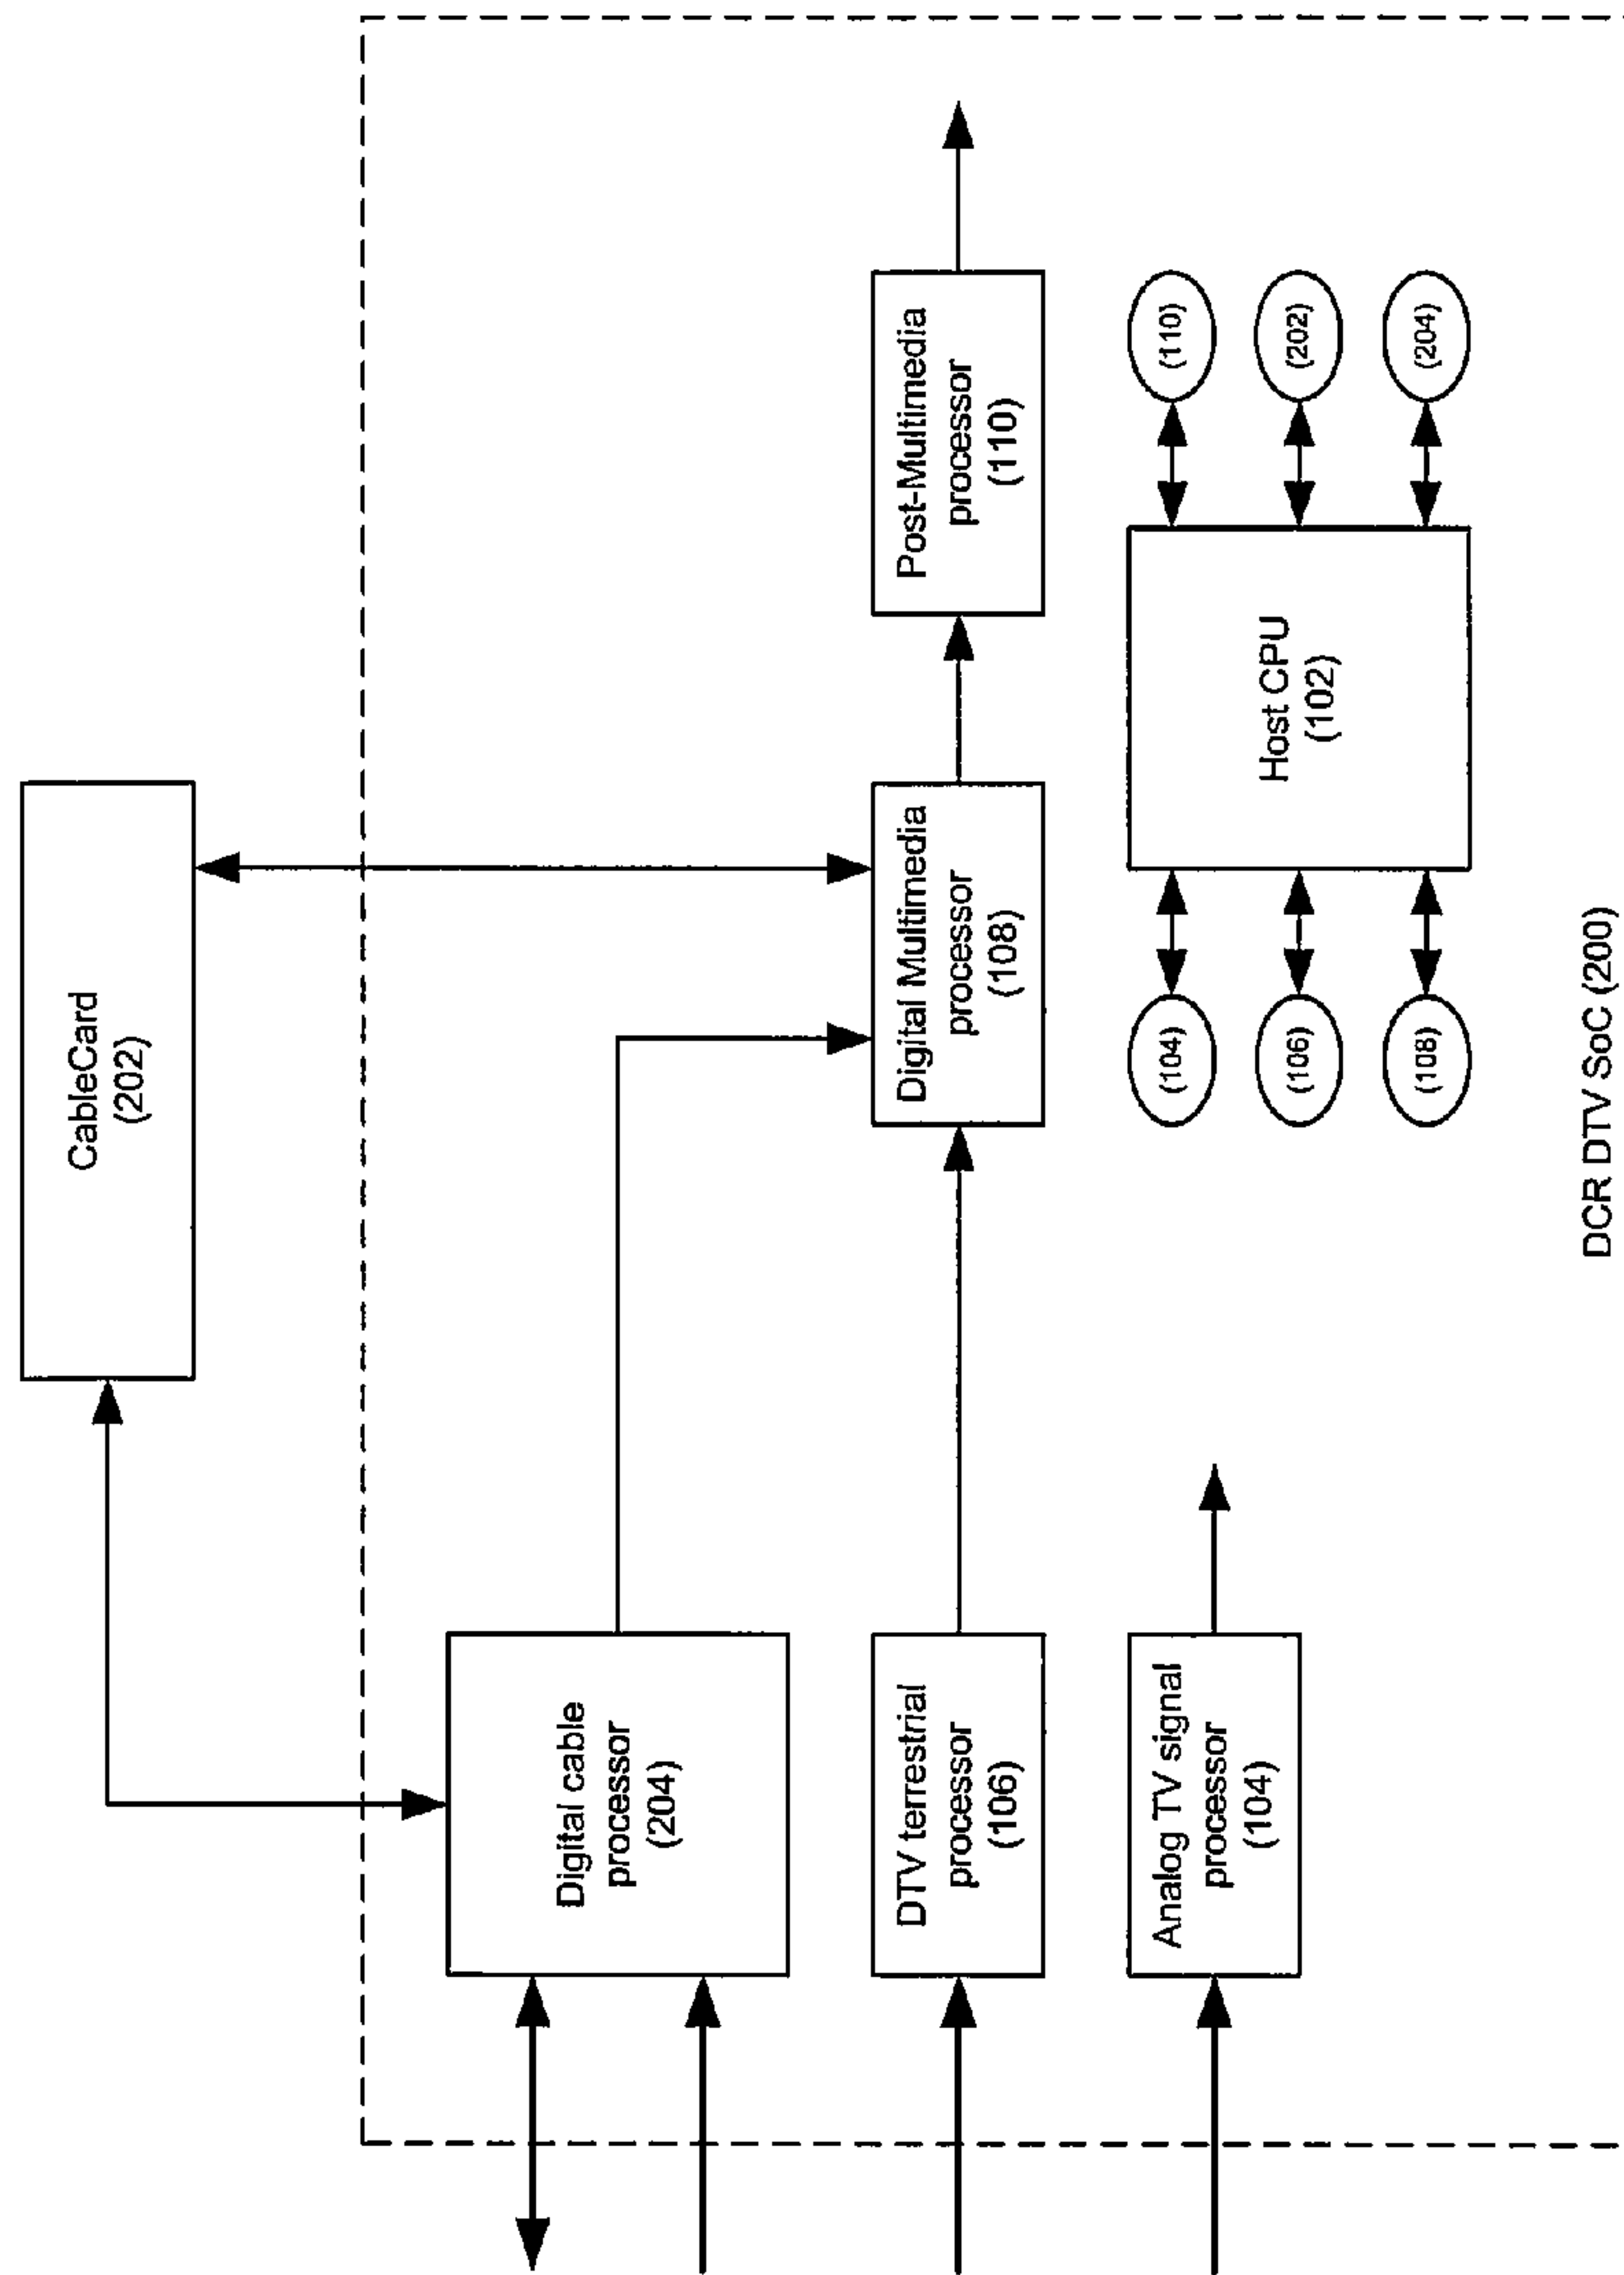 CableCard
(202)
Digital cable
processor
(204)
DTV terrestrial
processor
(106)
Digital Multimedia
processor
(108)
Post-Multimedia
processor
(110)
Analog TV signal
processor
(104)
(104)
(106)
(108)
Host CPU
(102)
(110)
(202)
(204)
DCR DTV SoC (200)